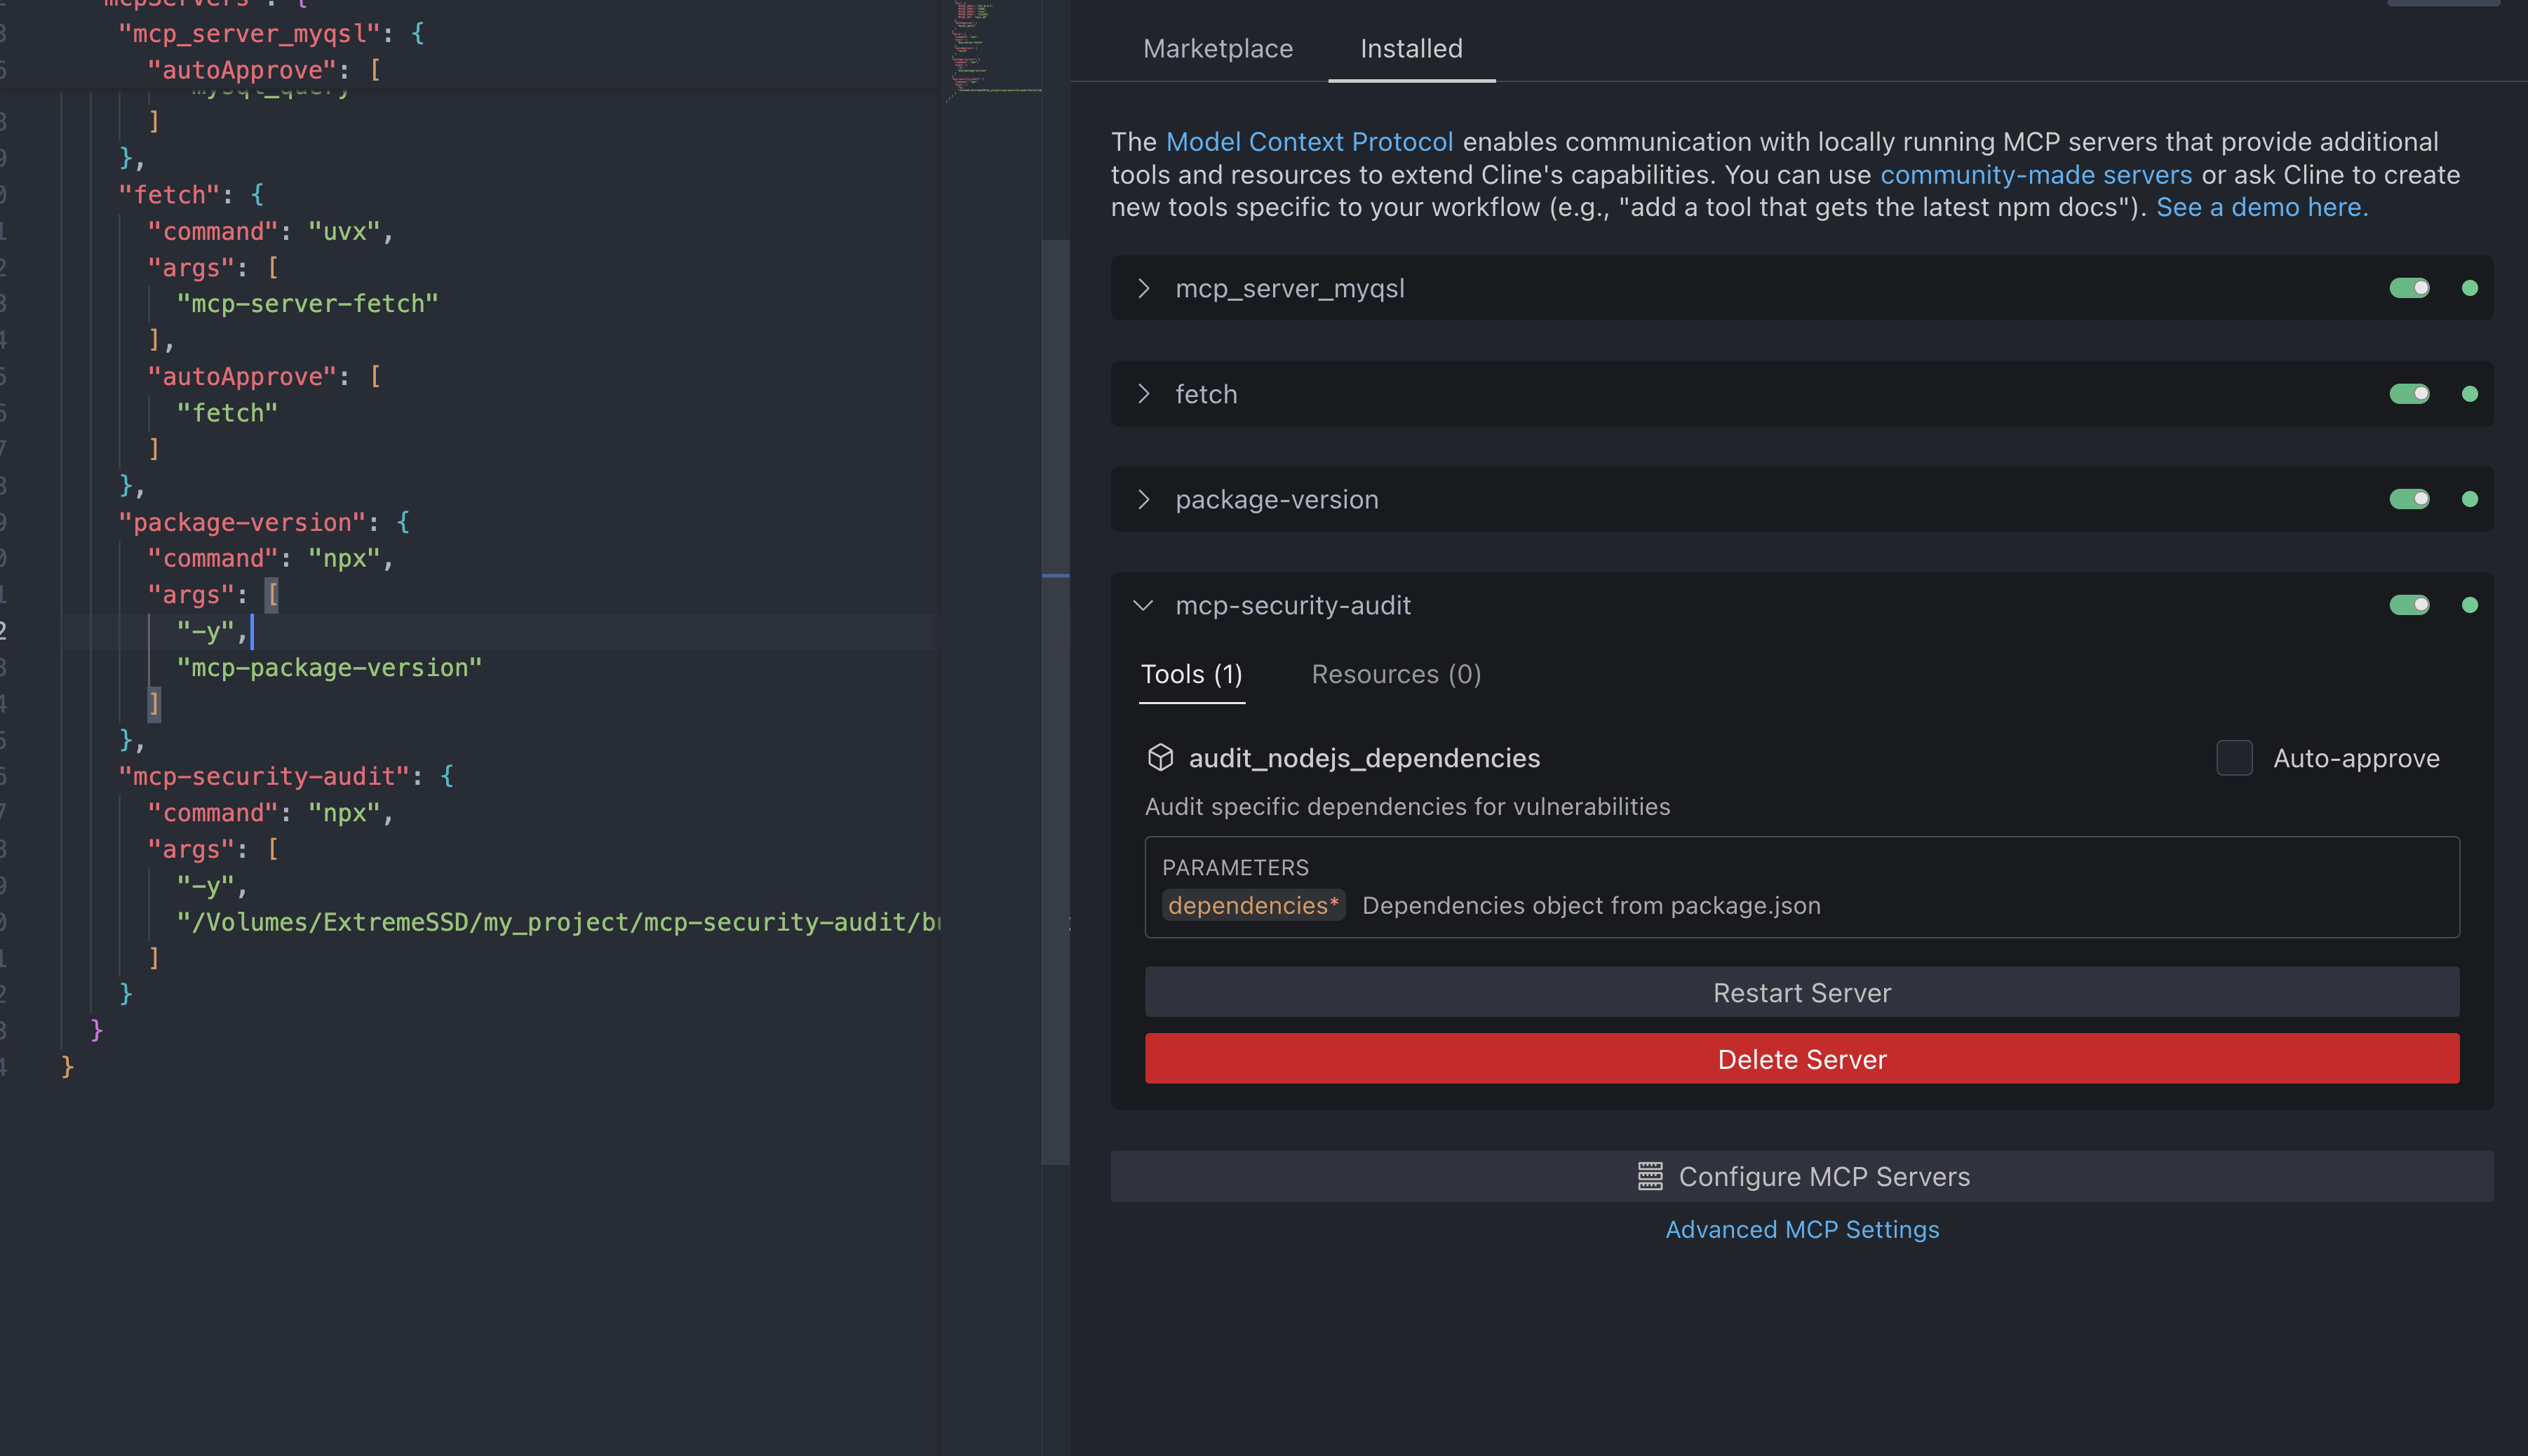 "mcpServers": {
"mcp_server_myqsl": {
"autoApprove": [
"mysql_query"
]
},
"fetch": {
"command": "uvx",
"args": [
"mcp-server-fetch"
],
"autoApprove": [
"fetch"
]
},
"package-version": {
"command": "npx",
"args": [
"-y",
"mcp-package-version"
]
},
"mcp-security-audit": {
"command": "npx",
"args": [
"-y",
"/Volumes/ExtremeSSD/my_project/mcp-security-audit/bu
]
}
}
}
Marketplace
Installed
The Model Context Protocol enables communication with locally running MCP servers that provide additional
tools and resources to extend Cline's capabilities. You can use community-made servers or ask Cline to create
new tools specific to your workflow (e.g., "add a tool that gets the latest npm docs"). See a demo here.
mcp_server_myqsl
fetch
package-version
mcp-security-audit
Tools (1)
Resources (0)
audit_nodejs_dependencies
Auto-approve
Audit specific dependencies for vulnerabilities
PARAMETERS
dependencies* Dependencies object from package.json
Restart Server
Delete Server
Configure MCP Servers
Advanced MCP Settings